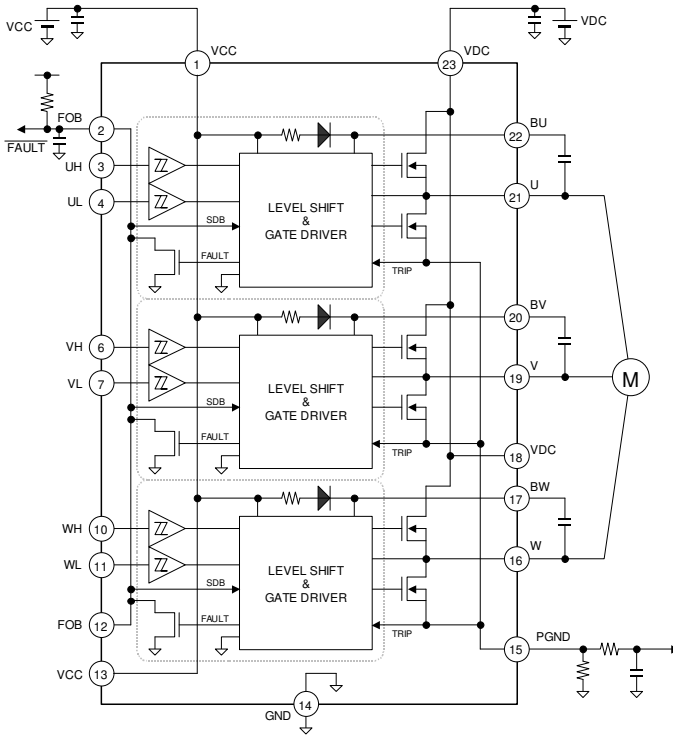 VCC
VDC
VCC
1
VDC
23
FOB
2
FAULT
UH
3
UL
4
SDB
FAULT
LEVEL SHIFT
&
GATE DRIVER
TRIP
BU
22
U
21
VH
6
VL
7
SDB
FAULT
LEVEL SHIFT
&
GATE DRIVER
TRIP
BV
20
V
19
M
VDC
18
WH
10
WL
11
SDB
FAULT
LEVEL SHIFT
&
GATE DRIVER
TRIP
BW
17
W
16
FOB
12
VCC
13
PGND
15
GND
14